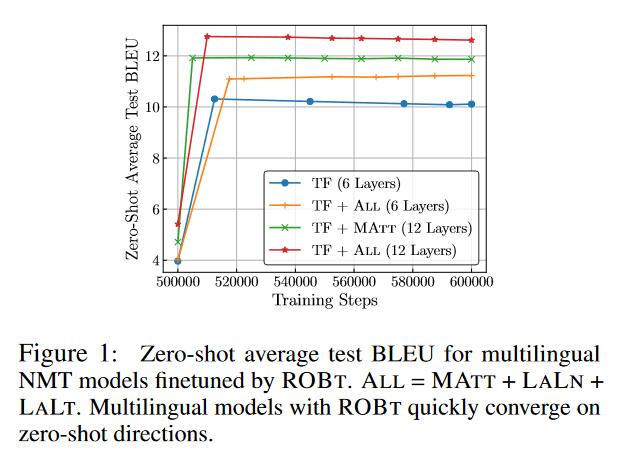 Zero-Shot Average Test BLEU
12
10
8
6
4
TF (6 Layers)
TF + ALL (6 Layers)
TF + MATT (12 Layers)
TF + ALL (12 Layers)
500000 520000 540000 560000 580000 600000
Training Steps
Figure 1: Zero-shot average test BLEU for multilingual
NMT models finetuned by ROBT. ALL = MATT + LALN +
LALT. Multilingual models with ROBT quickly converge on
zero-shot directions.